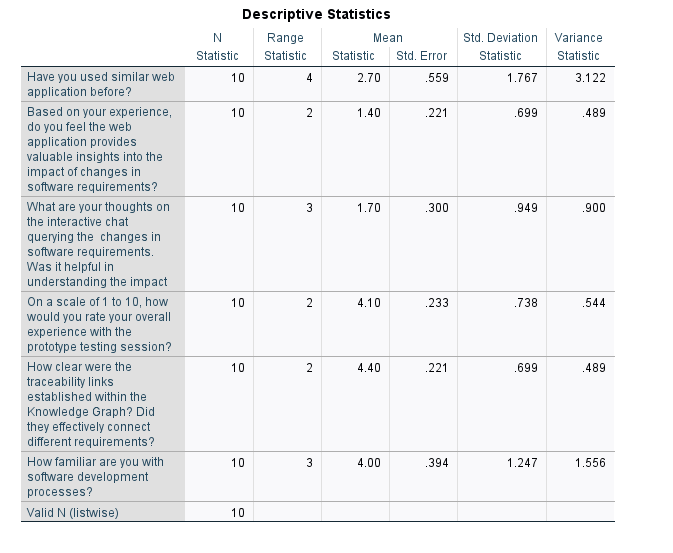 Descriptive Statistics
N Range Mean Std. Deviation Variance
Statistic Statistic Statistic Std. Error Statistic Statistic
Have you used similar web 10 4 2.70 .559 1.767 3.122
application before?
Based on your experience, 10 2 1.40 .221 .699 .489
do you feel the web
application provides
valuable insights into the
impact of changes in
software requirements?
What are your thoughts on 10 3 1.70 .300 .949 .900
the interactive chat
querying the changes in
software requirements.
Was it helpful in
understanding the impact
On a scale of 1 to 10, how 10 2 4.10 .233 .738 .544
would you rate your overall
experience with the
prototype testing session?
How clear were the 10 2 4.40 .221 .699 .489
traceability links
established within the
Knowledge Graph? Did
they effectively connect
different requirements?
How familiar are you with 10 3 4.00 .394 1.247 1.556
software development
processes?
Valid N (listwise) 10